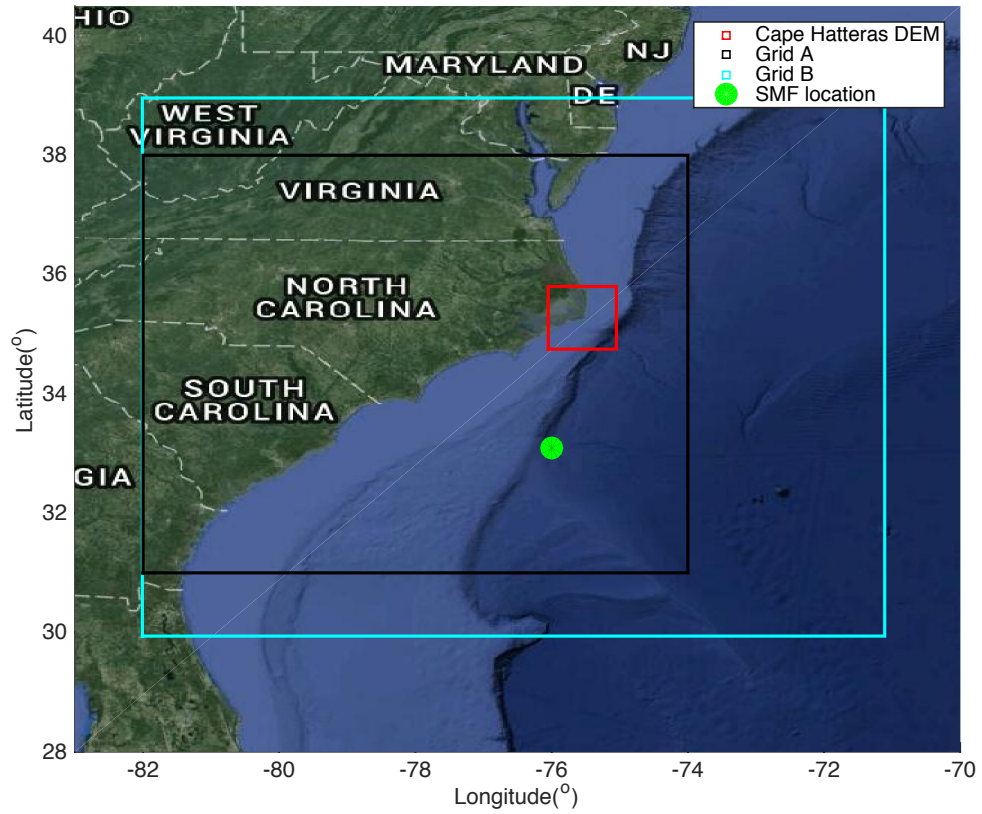 HIO
40
MARYLAND
NJ
DE
WEST
VIRGINIA
38
VIRGINIA
36
NORTH
CAROLINA
34
SOUTH
CAROLINA
GIA
32
30
28
Latitude(°)
-82
-80
-78
-76
-74
-72
-70
Longitude(°)
Cape Hatteras DEM
Grid A
Grid B
SMF location